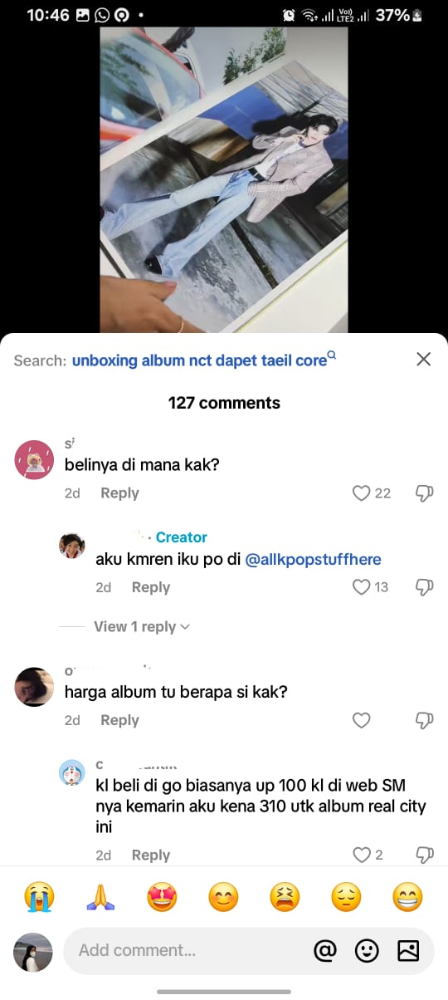 10:46
Vo)) LTE2 37%
Search: unboxing album nct dapet taeil core
127 comments
belinya di mana kak?
2d Reply 22
· Creator
aku kmren iku po di @allkpopstuffhere
2d Reply 13
View 1 reply
harga album tu berapa si kak?
2d Reply
kl beli di go biasanya up 100 kl di web SM
nya kemarin aku kena 310 utk album real city
ini
2d Reply 2
Add comment...